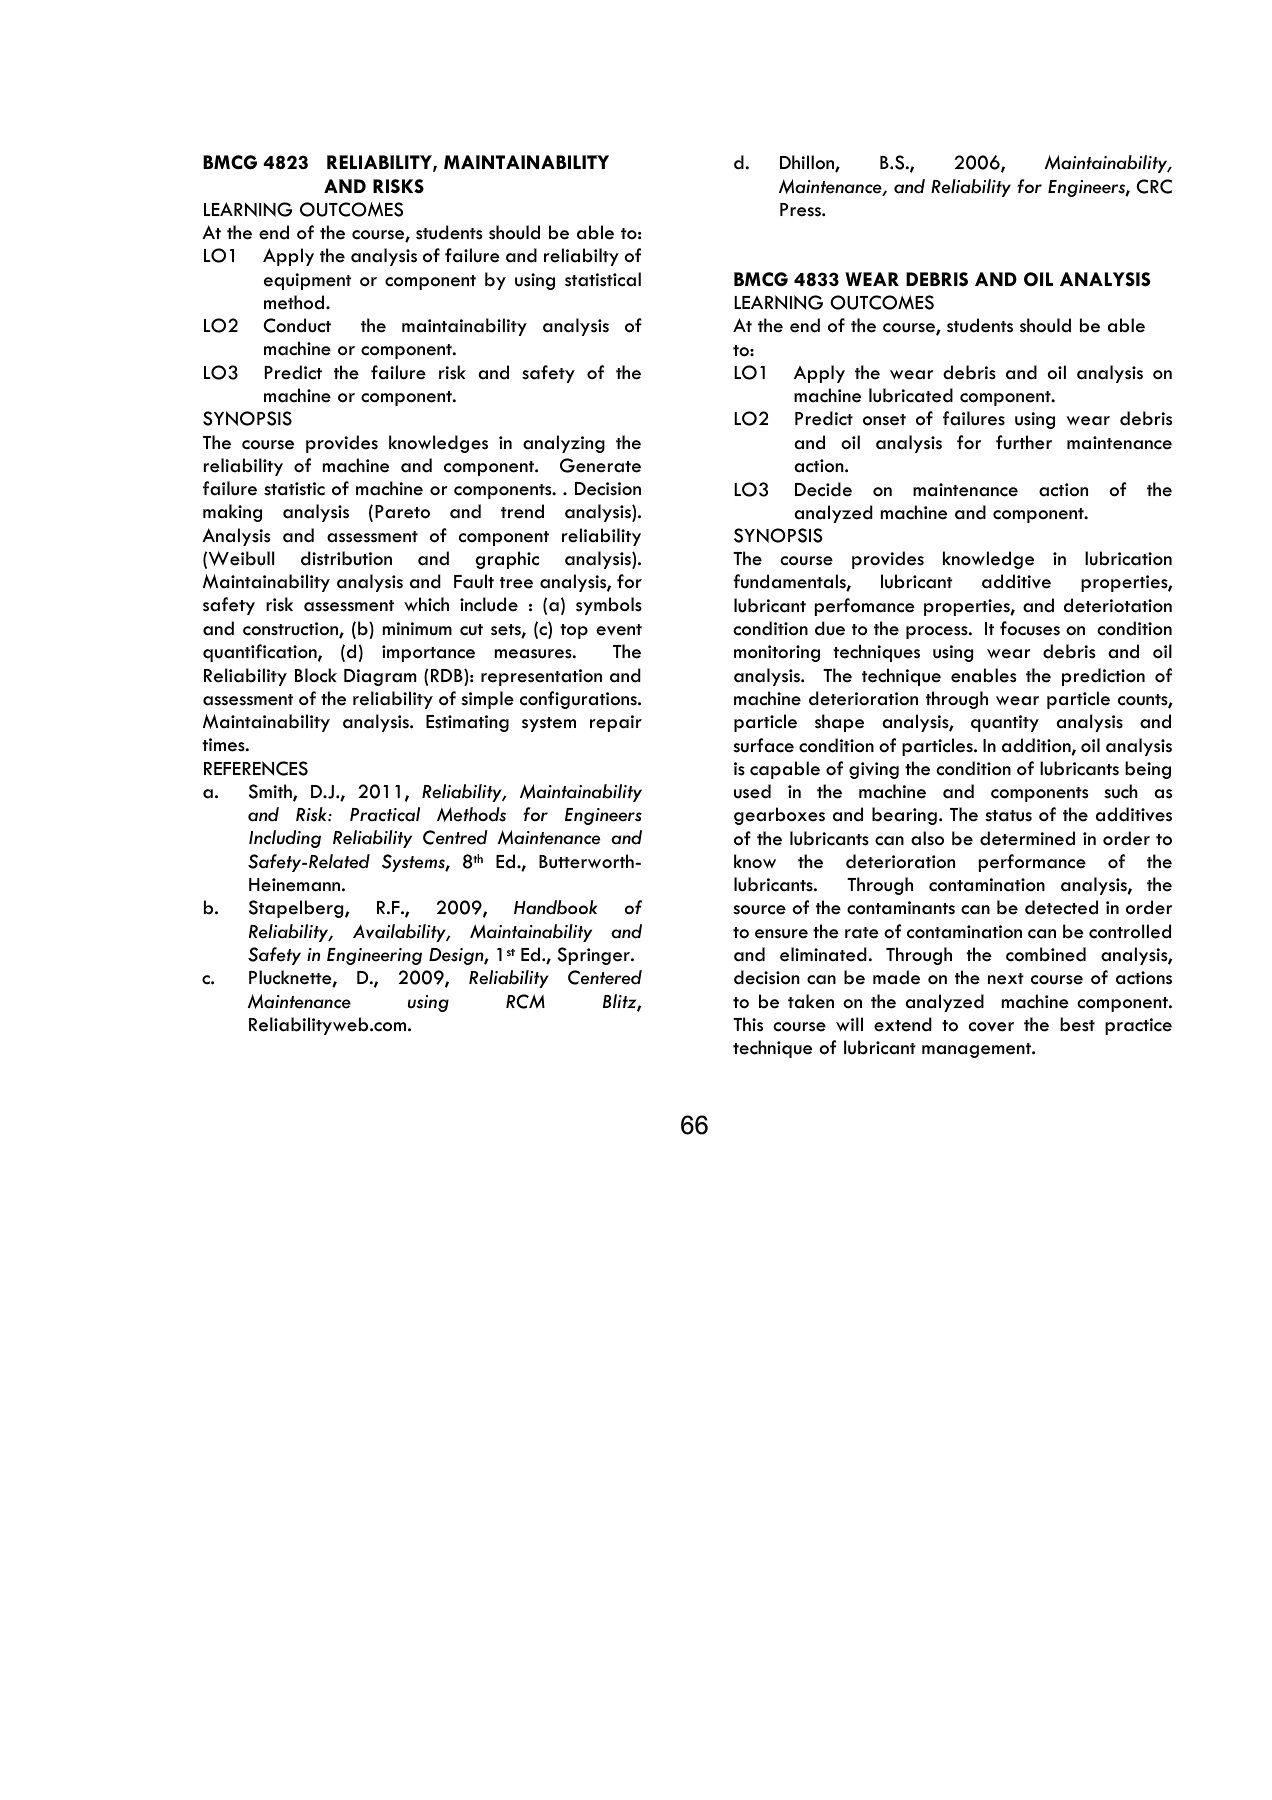 BMCG 4823 RELIABILITY, MAINTAINABILITY
AND RISKS
LEARNING OUTCOMES
At the end of the course, students should be able to:
LO1 Apply the analysis of failure and reliabilty of
equipment or component by using statistical
method.
LO2 Conduct the maintainability analysis of
machine or component.
LO3 Predict the failure risk and safety of the
machine or component.
SYNOPSIS
The course provides knowledges in analyzing the
reliability of machine and component. Generate
failure statistic of machine or components. . Decision
making analysis (Pareto and trend analysis).
Analysis and assessment of component reliability
(Weibull distribution and graphic analysis).
Maintainability analysis and Fault tree analysis, for
safety risk assessment which include : (a) symbols
and construction, (b) minimum cut sets, (c) top event
quantification, (d) importance measures. The
Reliability Block Diagram (RDB): representation and
assessment of the reliability of simple configurations.
Maintainability analysis. Estimating system repair
times.
REFERENCES
a. Smith, D.J., 2011, Reliability, Maintainability
and Risk: Practical Methods for Engineers
Including Reliability Centred Maintenance and
Safety-Related Systems, 8th Ed., Butterworth-
Heinemann.
b. Stapelberg, R.F., 2009, Handbook of
Reliability, Availability, Maintainability and
Safety in Engineering Design, 1st Ed., Springer.
c. Plucknette, D., 2009, Reliability Centered
Maintenance using RCM Blitz,
Reliabilityweb.com.
d. Dhillon, B.S., 2006, Maintainability,
Maintenance, and Reliability for Engineers, CRC
Press.
BMCG 4833 WEAR DEBRIS AND OIL ANALYSIS
LEARNING OUTCOMES
At the end of the course, students should be able
to:
LO1 Apply the wear debris and oil analysis on
machine lubricated component.
LO2 Predict onset of failures using wear debris
and oil analysis for further maintenance
action.
LO3 Decide on maintenance action of the
analyzed machine and component.
SYNOPSIS
The course provides knowledge in lubrication
fundamentals, lubricant additive properties,
lubricant perfomance properties, and deteriotation
condition due to the process. It focuses on condition
monitoring techniques using wear debris and oil
analysis. The technique enables the prediction of
machine deterioration through wear particle counts,
particle shape analysis, quantity analysis and
surface condition of particles. In addition, oil analysis
is capable of giving the condition of lubricants being
used in the machine and components such as
gearboxes and bearing. The status of the additives
of the lubricants can also be determined in order to
know the deterioration performance of the
lubricants. Through contamination analysis, the
source of the contaminants can be detected in order
to ensure the rate of contamination can be controlled
and eliminated. Through the combined analysis,
decision can be made on the next course of actions
to be taken on the analyzed machine component.
This course will extend to cover the best practice
technique of lubricant management.
66